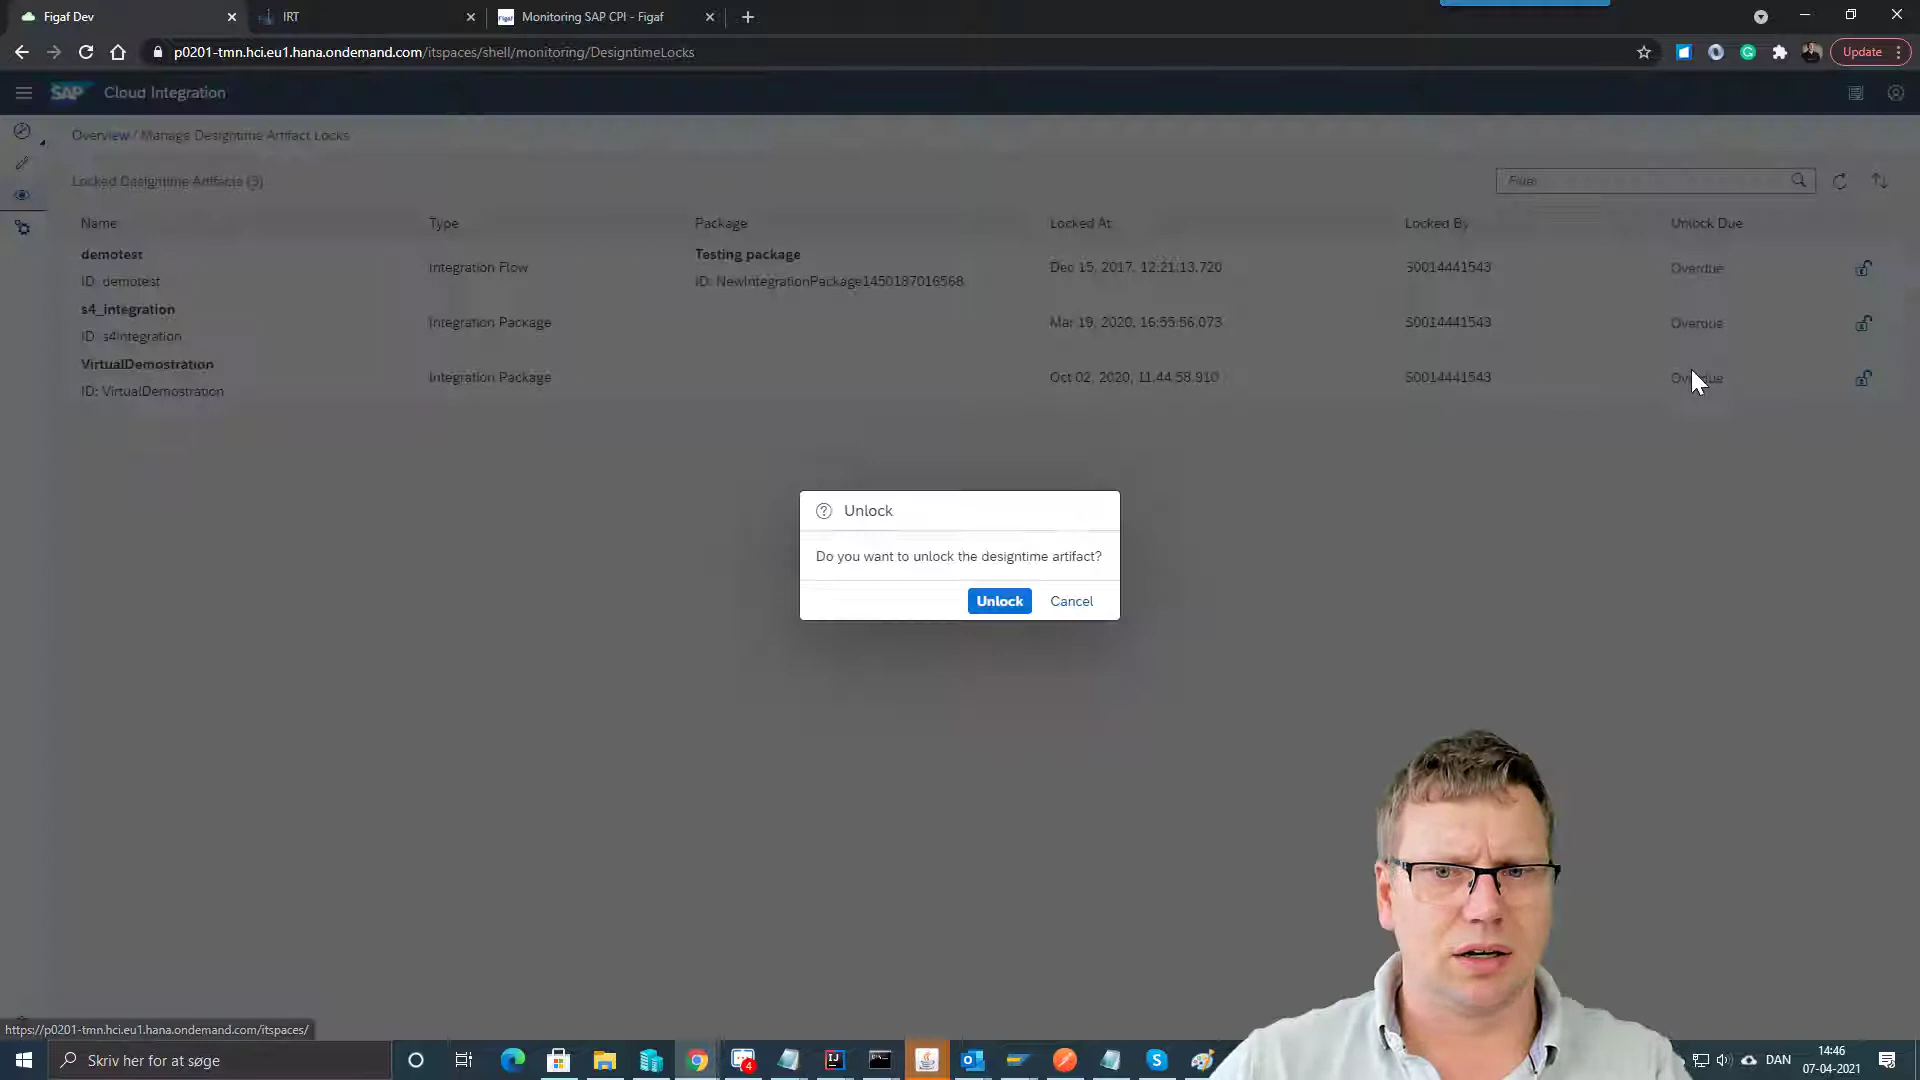 Figaf Dev
IRT
Monitoring SAP CPI - Figaf
p0201-tmn.hci.eu1.hana.ondemand.com/itspaces/shell/monitoring/DesigntimeLocks
Update
SAP Cloud Integration
Overview / Manage Designtime Artifact Locks
Locked Designtime Artifacts (3)
Filter
Name Type Package Locked At Locked By Unlock Due
demotest
ID: demotest
Integration Flow
Testing package
ID: NewIntegrationPackage1450187016568
Dec 15, 2017, 12:21:13.720
S0014441543
Overdue
s4_integration
ID: s4integration
Integration Package
Mar 19, 2020, 16:55:56.073
S0014441543
Overdue
VirtualDemostration
ID: VirtualDemostration
Integration Package
Oct 02, 2020, 11:44:58.910
S0014441543
Unlock
Do you want to unlock the designtime artifact?
Unlock
Cancel
https://p0201-tmn.hci.eu1.hana.ondemand.com/itspaces/
Skriv her for at søge
4
DAN
14:46
07-04-2021